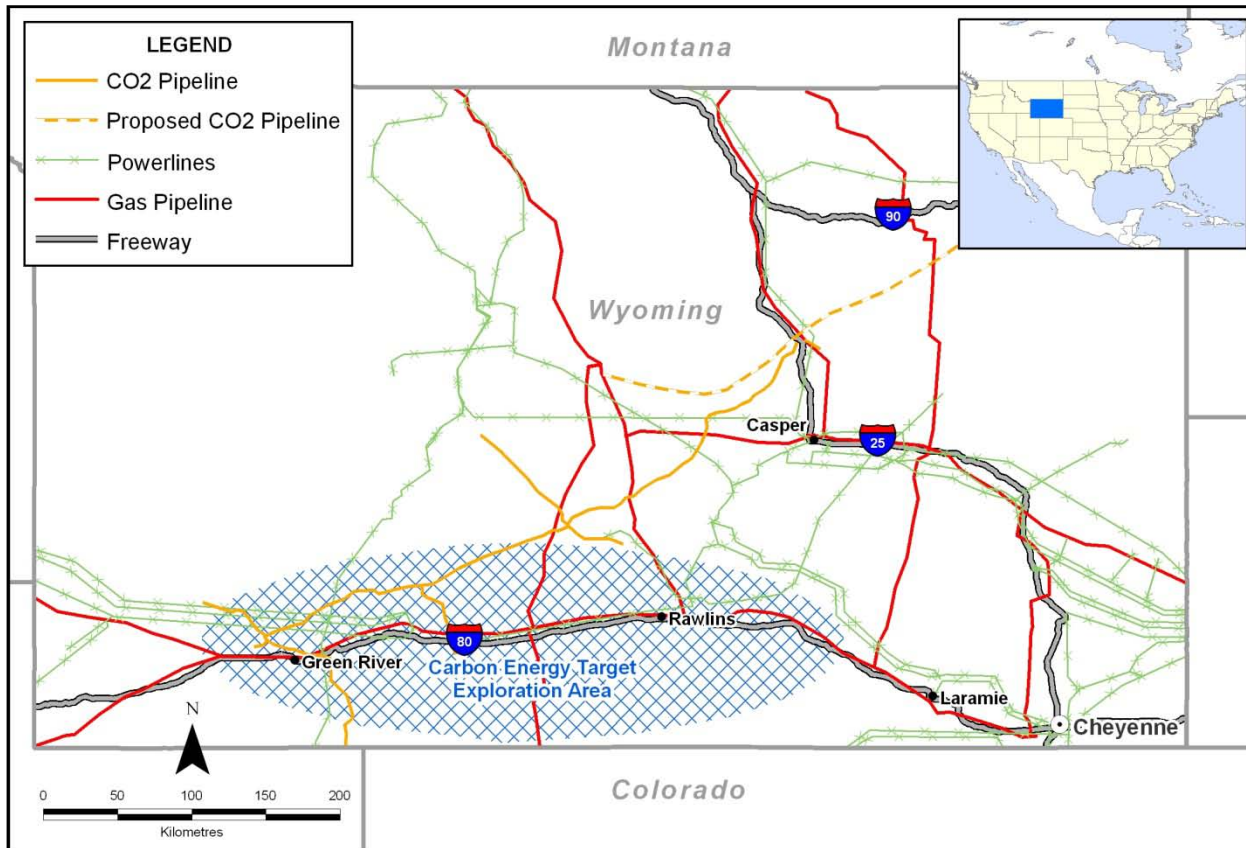 LEGEND
CO2 Pipeline
Proposed CO2 Pipeline
Powerlines
Gas Pipeline
Freeway
Montana
90
Wyoming
Casper
25
Rawlins
80
Green River
Carbon Energy Target
Exploration Area
Laramie
Cheyenne
N
Colorado
0 50 100 150 200
Kilometres